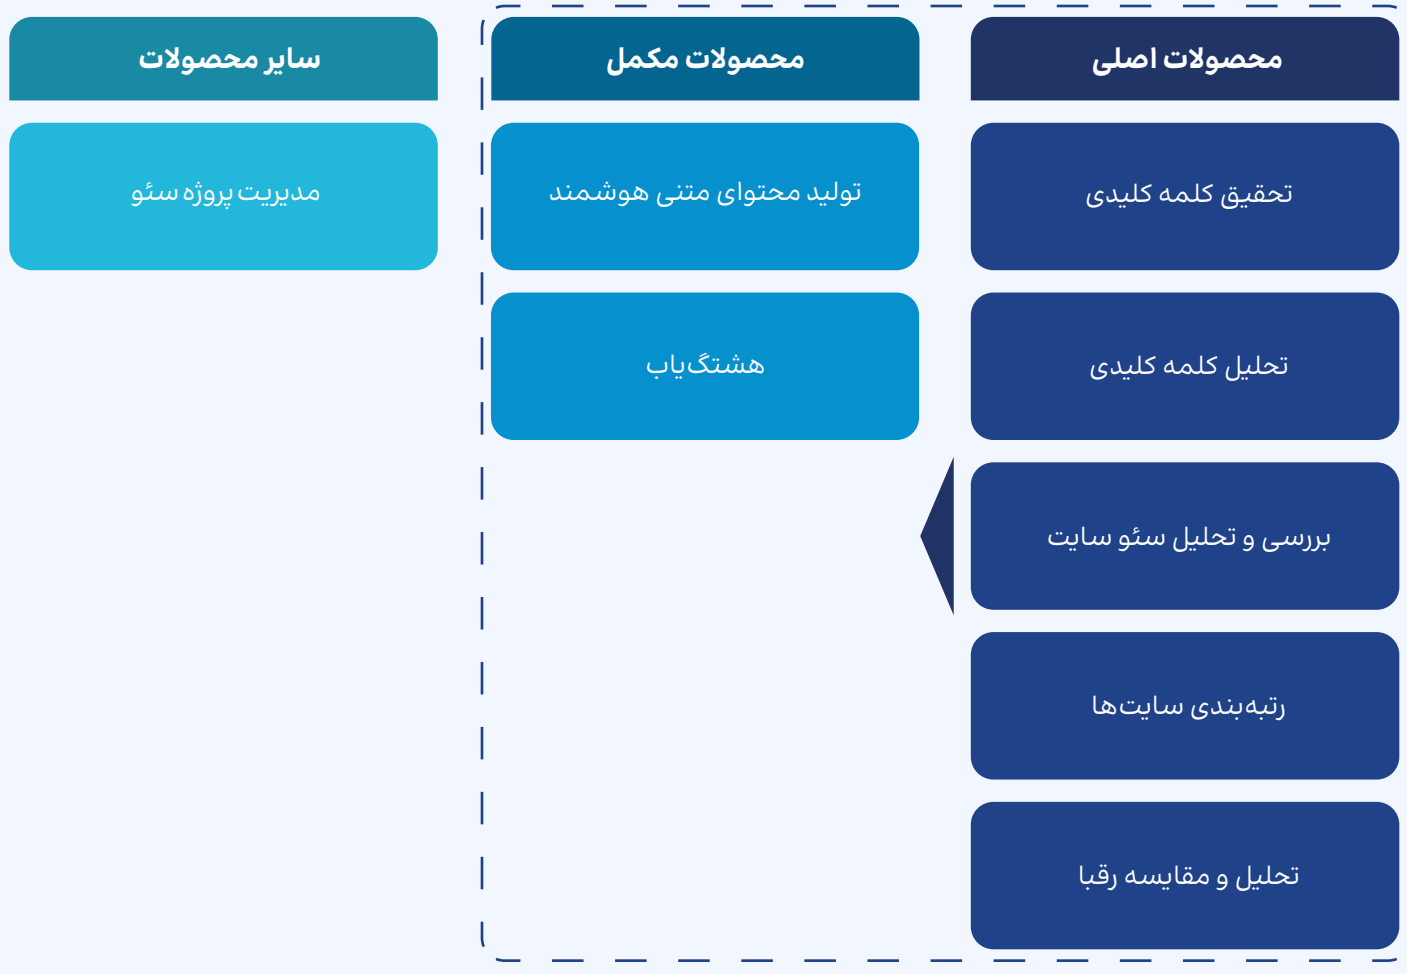 محصولات اصلی
تحقیق کلمه کلیدی
تحلیل کلمه کلیدی
بررسی و تحلیل سئو سایت
رتبه‌بندی سایت‌ها
تحلیل و مقایسه رقبا
محصولات مکمل
تولید محتوای متنی هوشمند
هشتگ‌یاب
سایر محصولات
مدیریت پروژه سئو